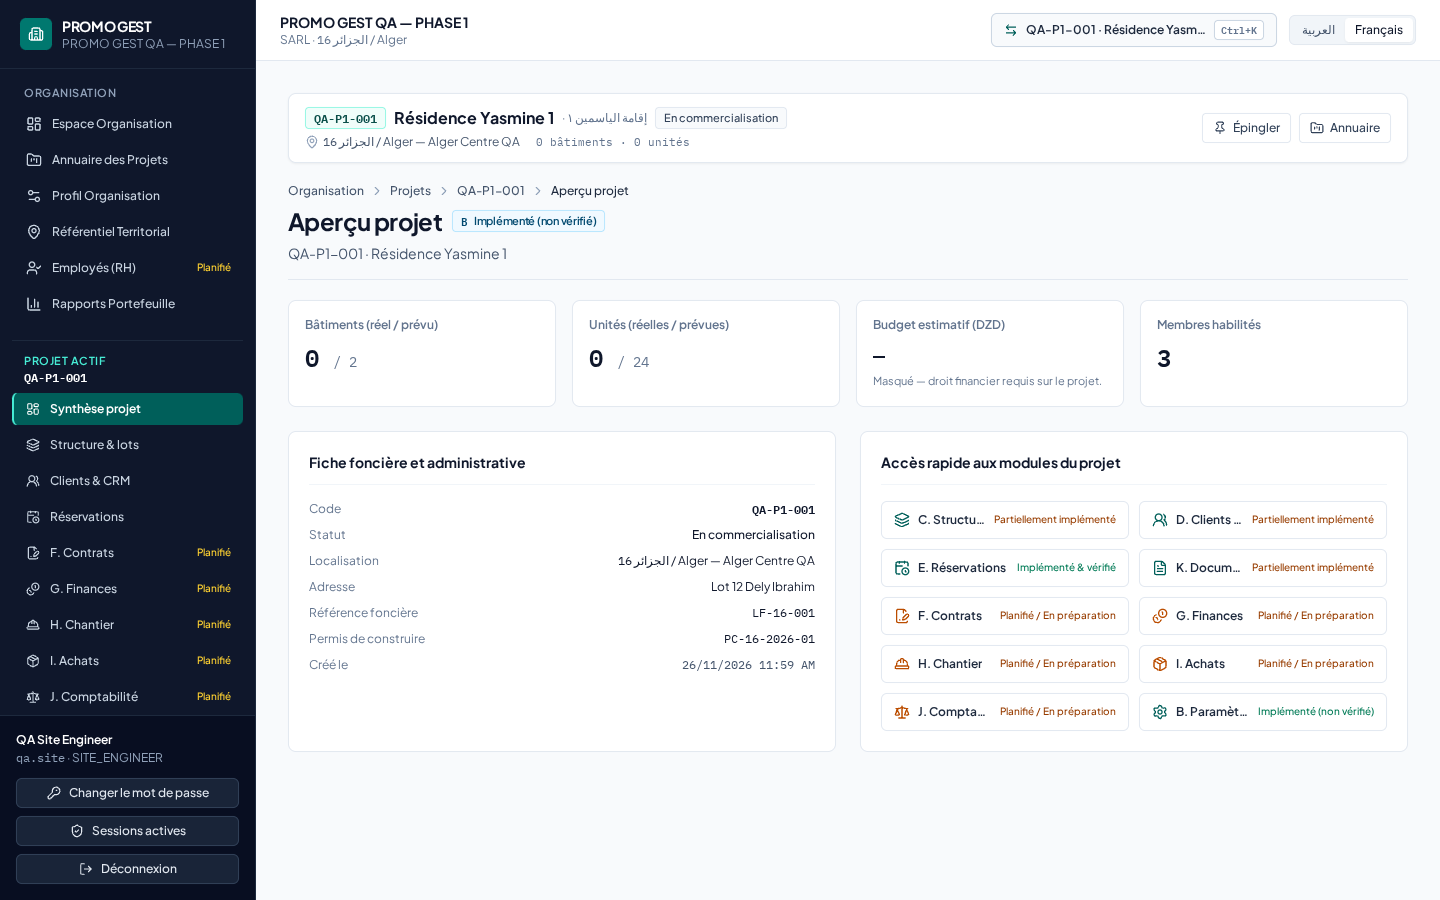 PROMO GEST
PROMO GEST QA — PHASE 1
ORGANISATION
Espace Organisation
Annuaire des Projets
Profil Organisation
Référentiel Territorial
Employés (RH) Planifié
Rapports Portefeuille
PROJET ACTIF
QA-P1-001
Synthèse projet
Structure & lots
Clients & CRM
Réservations
F. Contrats Planifié
G. Finances Planifié
H. Chantier Planifié
I. Achats Planifié
J. Comptabilité Planifié
QA Site Engineer
qa.site · SITE_ENGINEER
Changer le mot de passe
Sessions actives
Déconnexion
PROMO GEST QA — PHASE 1
SARL · 16 الجزائر / Alger
QA-P1-001 · Résidence Yasm... Ctrl+K
العربية Français
QA-P1-001 Résidence Yasmine 1 · إقامة الياسمين ١ En commercialisation
16 الجزائر / Alger — Alger Centre QA 0 bâtiments · 0 unités
Épingler Annuaire
Organisation > Projets > QA-P1-001 > Aperçu projet
Aperçu projet B Implémenté (non vérifié)
QA-P1-001 · Résidence Yasmine 1
Bâtiments (réel / prévu)
0 / 2
Unités (réelles / prévues)
0 / 24
Budget estimatif (DZD)
—
Masqué — droit financier requis sur le projet.
Membres habilités
3
Fiche foncière et administrative
Code QA-P1-001
Statut En commercialisation
Localisation 16 الجزائر / Alger — Alger Centre QA
Adresse Lot 12 Dely Ibrahim
Référence foncière LF-16-001
Permis de construire PC-16-2026-01
Créé le 26/11/2026 11:59 AM
Accès rapide aux modules du projet
C. Structu... Partiellement implémenté
D. Clients ... Partiellement implémenté
E. Réservations Implémenté & vérifié
K. Docum... Partiellement implémenté
F. Contrats Planifié / En préparation
G. Finances Planifié / En préparation
H. Chantier Planifié / En préparation
I. Achats Planifié / En préparation
J. Compta... Planifié / En préparation
B. Paramèt... Implémenté (non vérifié)